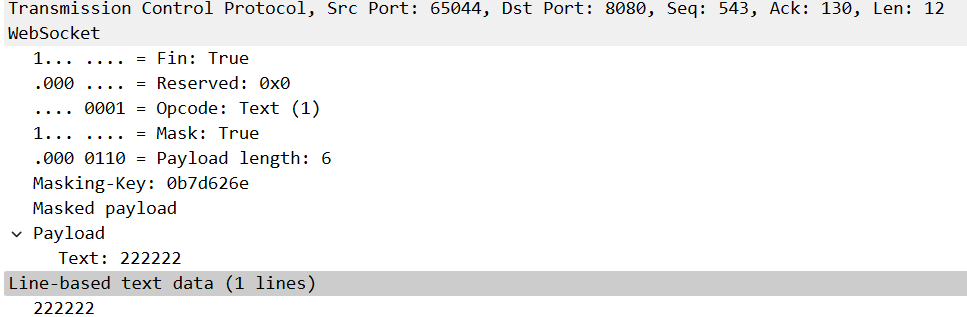 Transmission Control Protocol, Src Port: 65044, Dst Port: 8080, Seq: 543, Ack: 130, Len: 12
WebSocket
1... .... = Fin: True
.000 .... = Reserved: 0x0
.... 0001 = Opcode: Text (1)
1... .... = Mask: True
.000 0110 = Payload length: 6
Masking-Key: 0b7d626e
Masked payload
Payload
Text: 222222
Line-based text data (1 lines)
222222